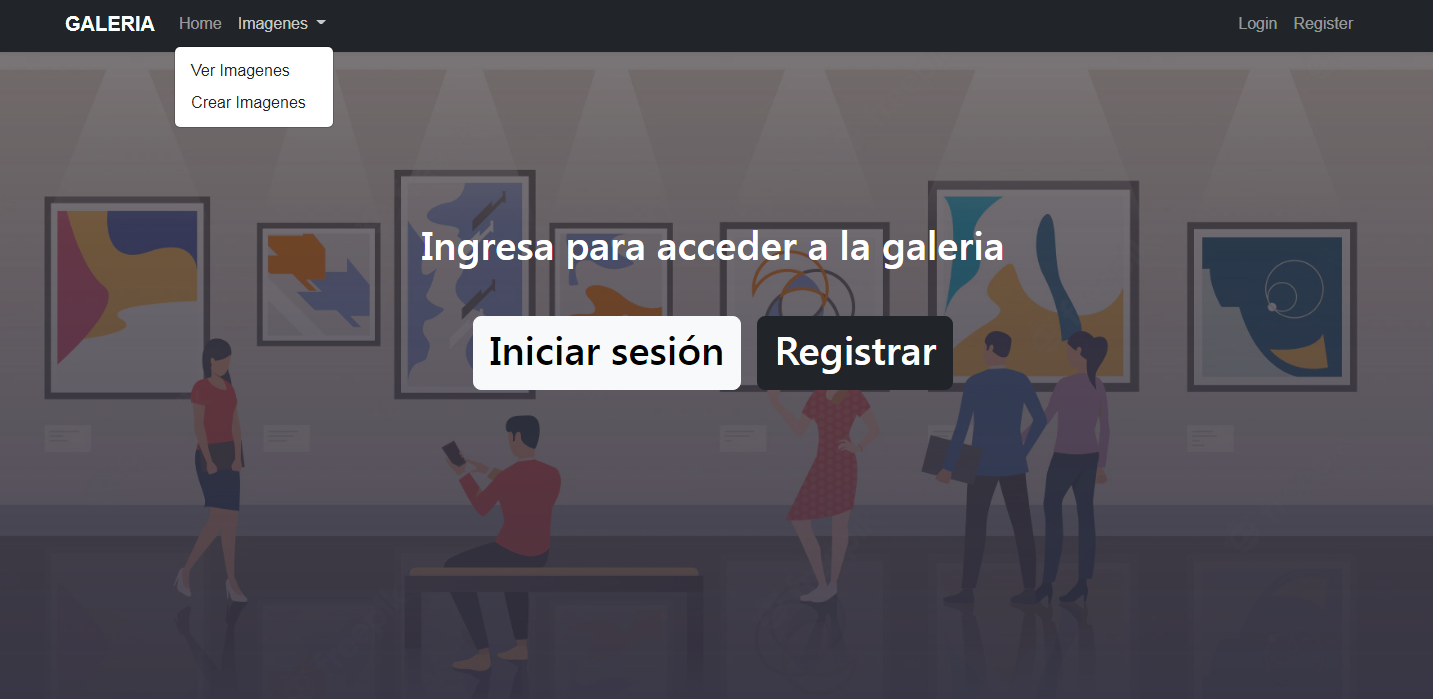 GALERIA Home Imagenes Login Register
Ver Imagenes
Crear Imagenes
Ingresa para acceder a la galeria
Iniciar sesión Registrar